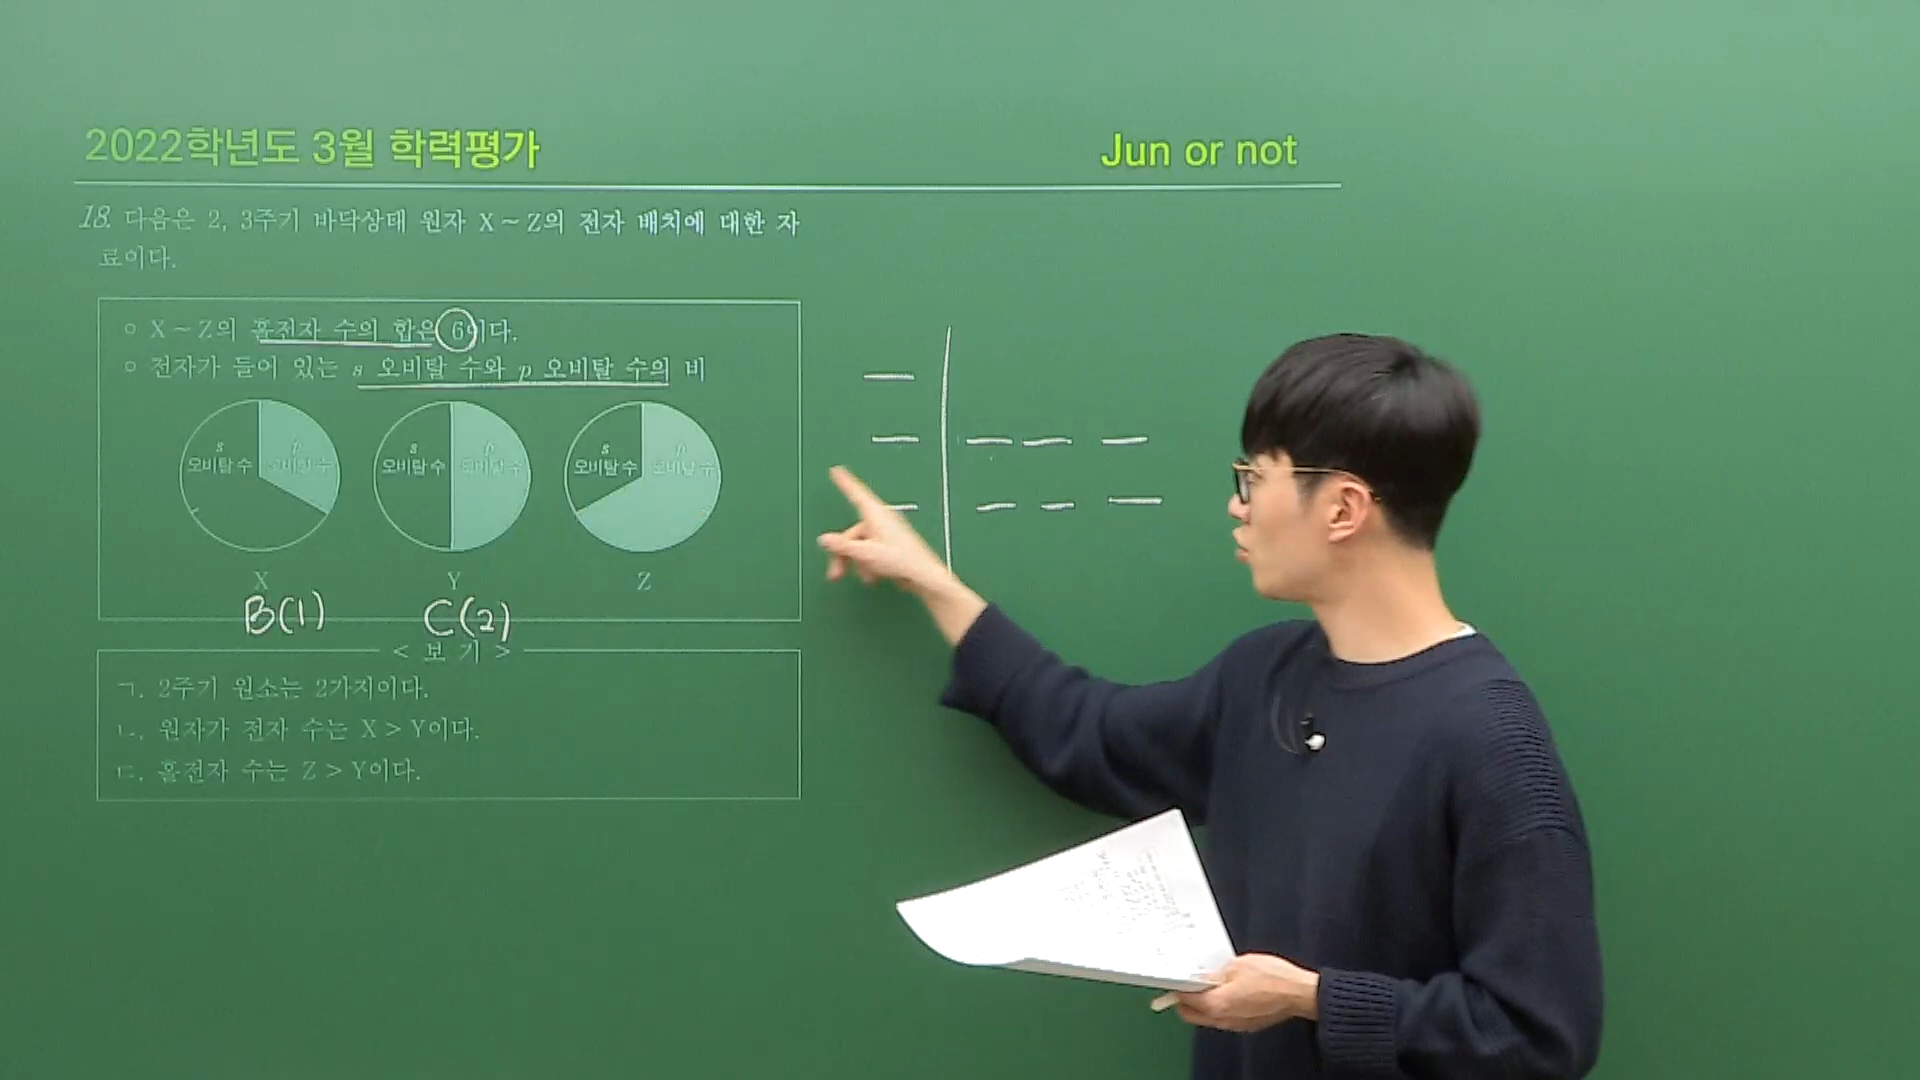 2022학년도 3월 학력평가
Jun or not
18. 다음은 2, 3주기 바닥상태 원자 X~Z의 전자 배치에 대한 자
료이다.
○ X~Z의 홀전자 수의 합은 6이다.
○ 전자가 들어 있는 s 오비탈 수와 p 오비탈 수의 비
s 오비탈 수 p 오비탈 수
s 오비탈 수 p 오비탈 수
s 오비탈 수 p 오비탈 수
X Y Z
B(1) C(2)
< 보 기 >
ㄱ. 2주기 원소는 2가지이다.
ㄴ. 원자가 전자 수는 X > Y이다.
ㄷ. 홀전자 수는 Z > Y이다.